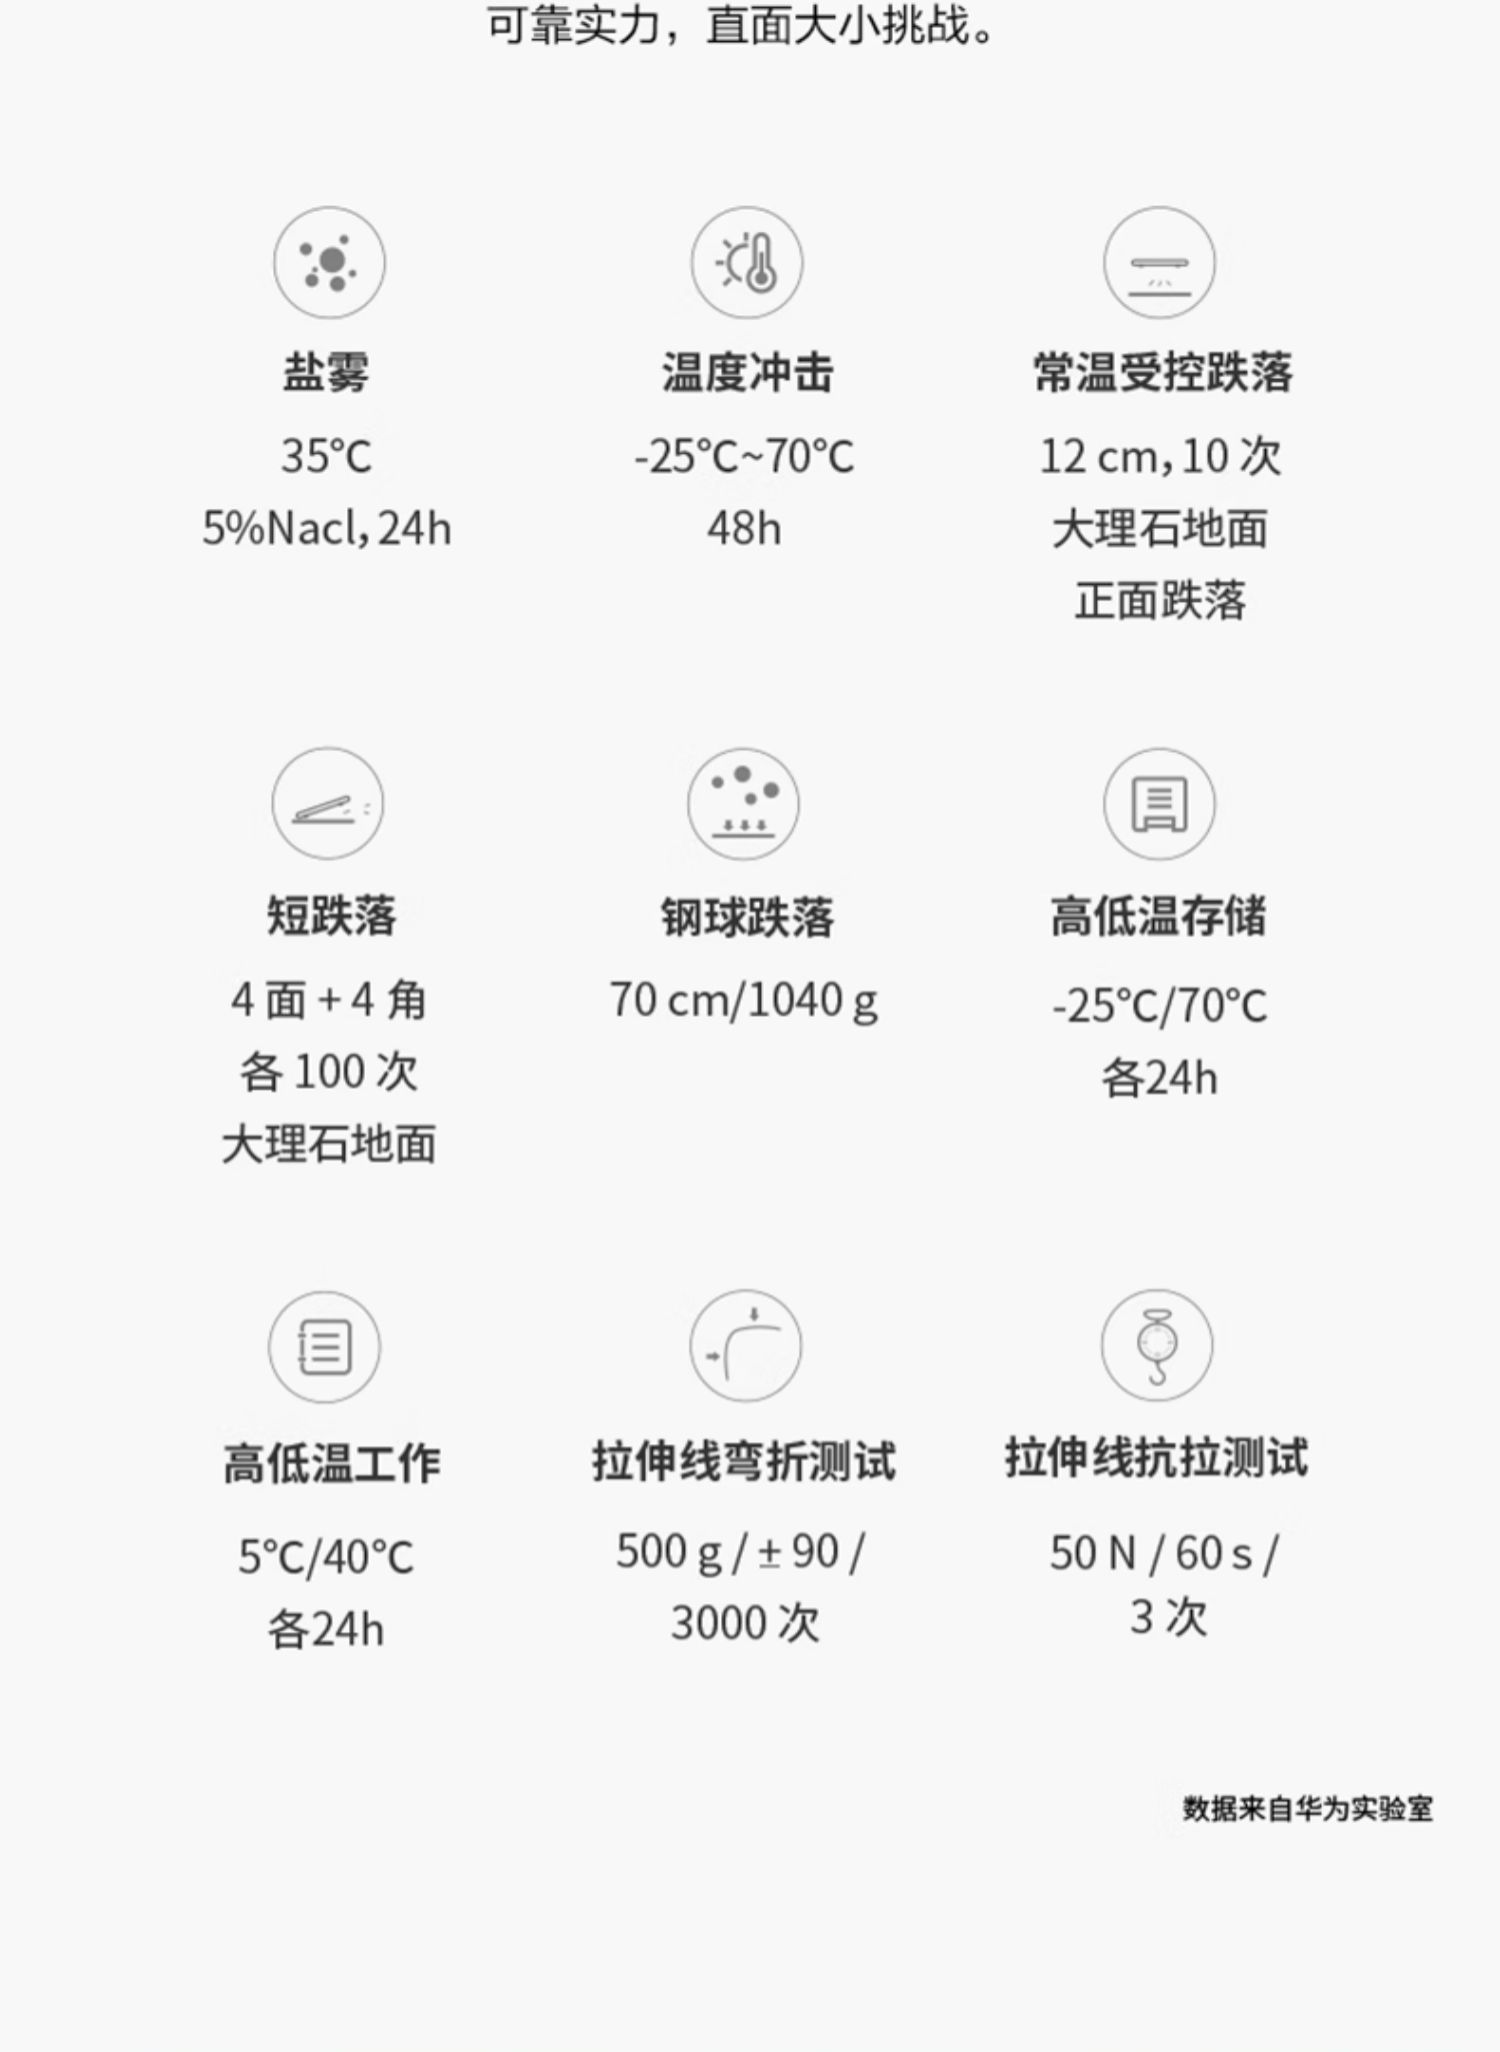 可靠实力，直面大小挑战。
盐雾
35°C
5%Nacl, 24h
温度冲击
-25°C~70°C
48h
常温受控跌落
12 cm, 10 次
大理石地面
正面跌落
短跌落
4 面 + 4 角
各 100 次
大理石地面
钢球跌落
70 cm/1040 g
高低温存储
-25°C/70°C
各24h
高低温工作
5°C/40°C
各24h
拉伸线弯折测试
500 g / ± 90 /
3000 次
拉伸线抗拉测试
50 N / 60 s /
3 次
数据来自华为实验室